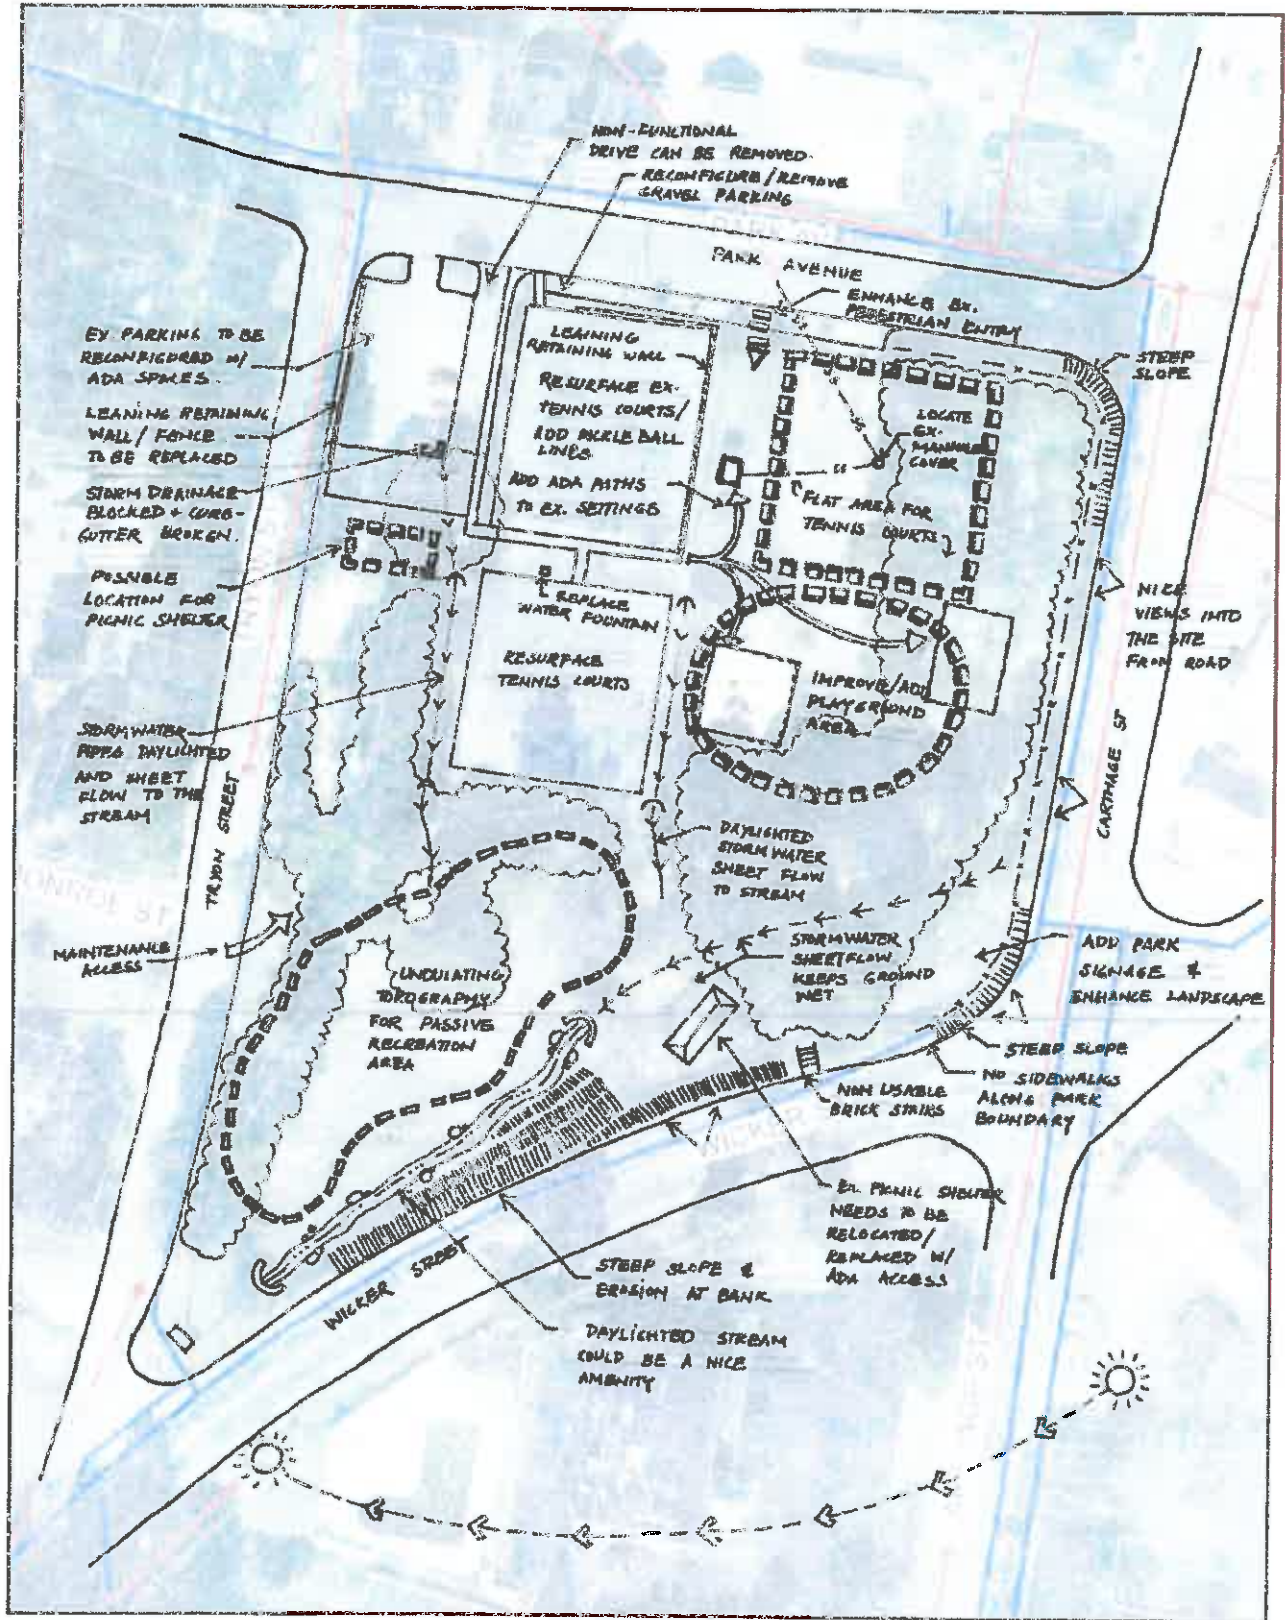 NON-FUNCTIONAL
DRIVE CAN BE REMOVED
RECONFIGURE/REMOVE
GRAVEL PARKING
PARK AVENUE
ENHANCE EX.
PEDESTRIAN ENTRY
STEEP
SLOPE
EX PARKING TO BE
RECONFIGURED W/
ADA SPACES.
LEANING RETAINING
WALL/FENCE
TO BE REPLACED
STORM DRAINAGE
BLOCKED + CURB-
GUTTER BROKEN.
POSSIBLE
LOCATION FOR
PICNIC SHELTER
LEANING
RETAINING WALL
RESURFACE EX.
TENNIS COURTS/
ADD PICKLE BALL
LINES
ADD ADA PATHS
TO EX. SETTINGS
LOCATE
EX.
MANHOLE
COVER
FLAT AREA FOR
TENNIS COURTS
NICE
VIEWS INTO
THE SITE
FROM ROAD
REPLACE
WATER FOUNTAIN
RESURFACE
TENNIS COURTS
IMPROVE/ADD
PLAYGROUND
AREA
STORMWATER
PIPES DAYLIGHTED
AND SHEET
FLOW TO THE
STREAM
TRYON STREET
CARTHAGE ST
DAYLIGHTED
STORM WATER
SHEET FLOW
TO STREAM
MAINTENANCE
ACCESS
UNDULATING
TOPOGRAPHY
FOR PASSIVE
RECREATION
AREA
STORMWATER
SHEETFLOW
KEEPS GROUND
WET
ADD PARK
SIGNAGE &
ENHANCE LANDSCAPE
STEEP SLOPE
NO SIDEWALKS
ALONG PARK
BOUNDARY
NON USABLE
BRICK STAIRS
WICKER
EX. PICNIC SHELTER
NEEDS TO BE
RELOCATED/
REPLACED W/
ADA ACCESS
WICKER STREET
STEEP SLOPE &
EROSION AT BANK
DAYLIGHTED STREAM
COULD BE A NICE
AMENITY